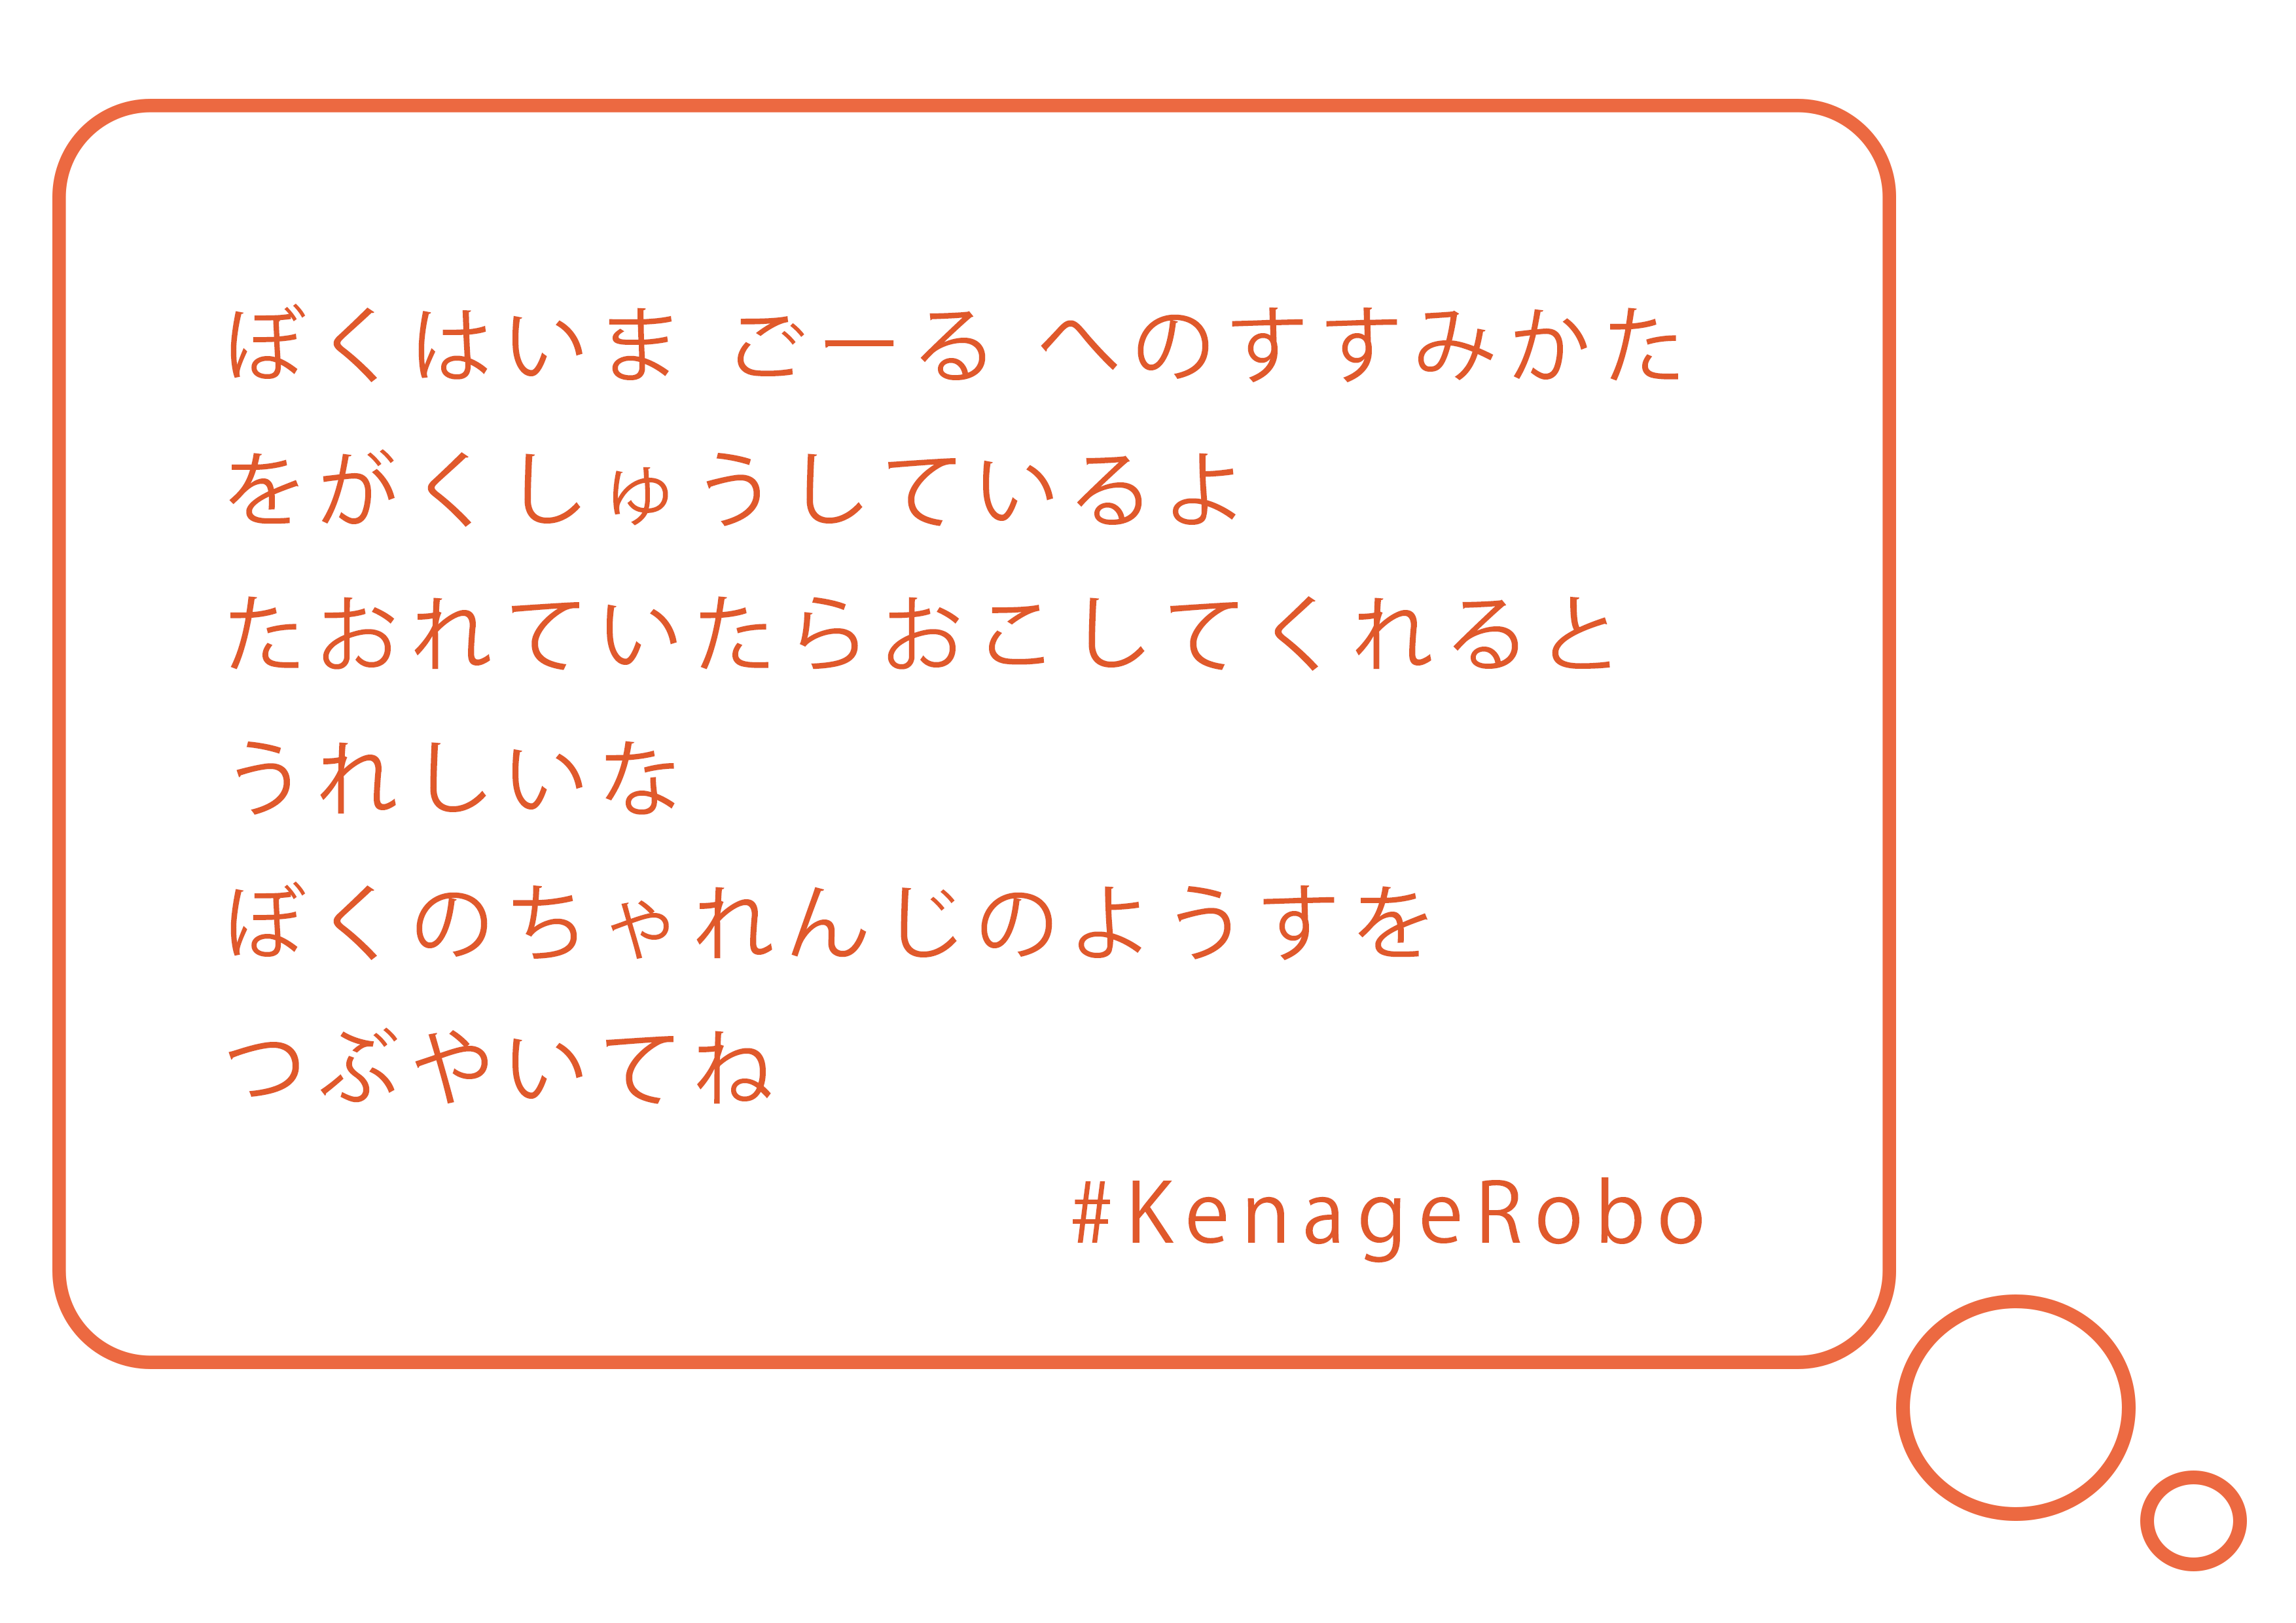 ぼくはいま ごーる へのすすみかた
をがくしゅうしているよ
たおれていたらおこしてくれると
うれしいな
ぼくのちゃれんじのようすを
つぶやいてね
#KenageRobo